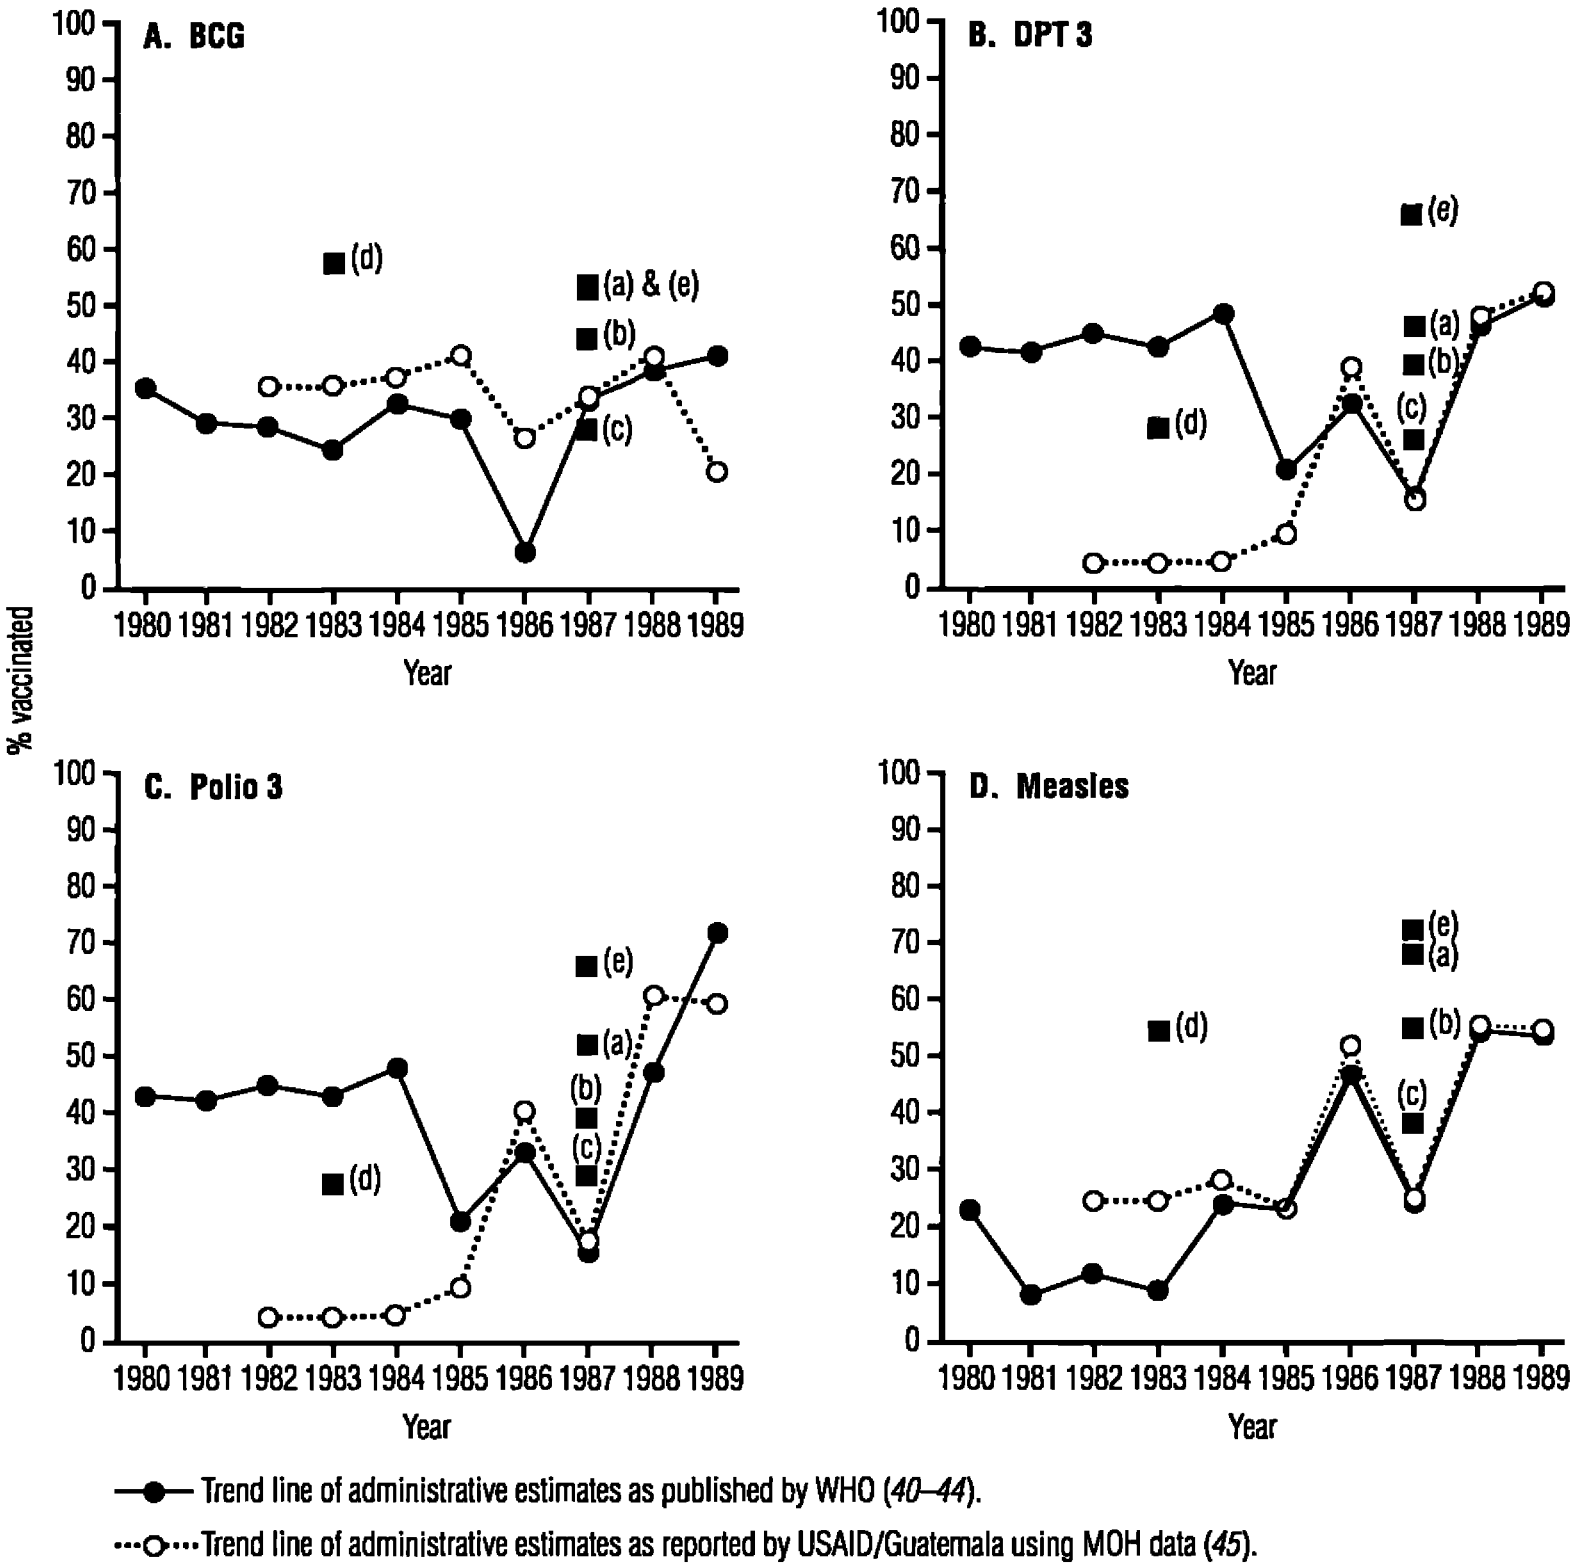 % vaccinated
A. BCG
100
90
80
70
60
50
40
30
20
10
0
(d)
(a) & (e)
(b)
(c)
1980 1981 1982 1983 1984 1985 1986 1987 1988 1989
Year
B. DPT 3
100
90
80
70
60
50
40
30
20
10
0
(e)
(a)
(b)
(c)
(d)
1980 1981 1982 1983 1984 1985 1986 1987 1988 1989
Year
C. Polio 3
100
90
80
70
60
50
40
30
20
10
0
(e)
(a)
(b)
(c)
(d)
1980 1981 1982 1983 1984 1985 1986 1987 1988 1989
Year
D. Measles
100
90
80
70
60
50
40
30
20
10
0
(e)
(a)
(d)
(b)
(c)
1980 1981 1982 1983 1984 1985 1986 1987 1988 1989
Year
Trend line of administrative estimates as published by WHO (40–44).
Trend line of administrative estimates as reported by USAID/Guatemala using MOH data (45).